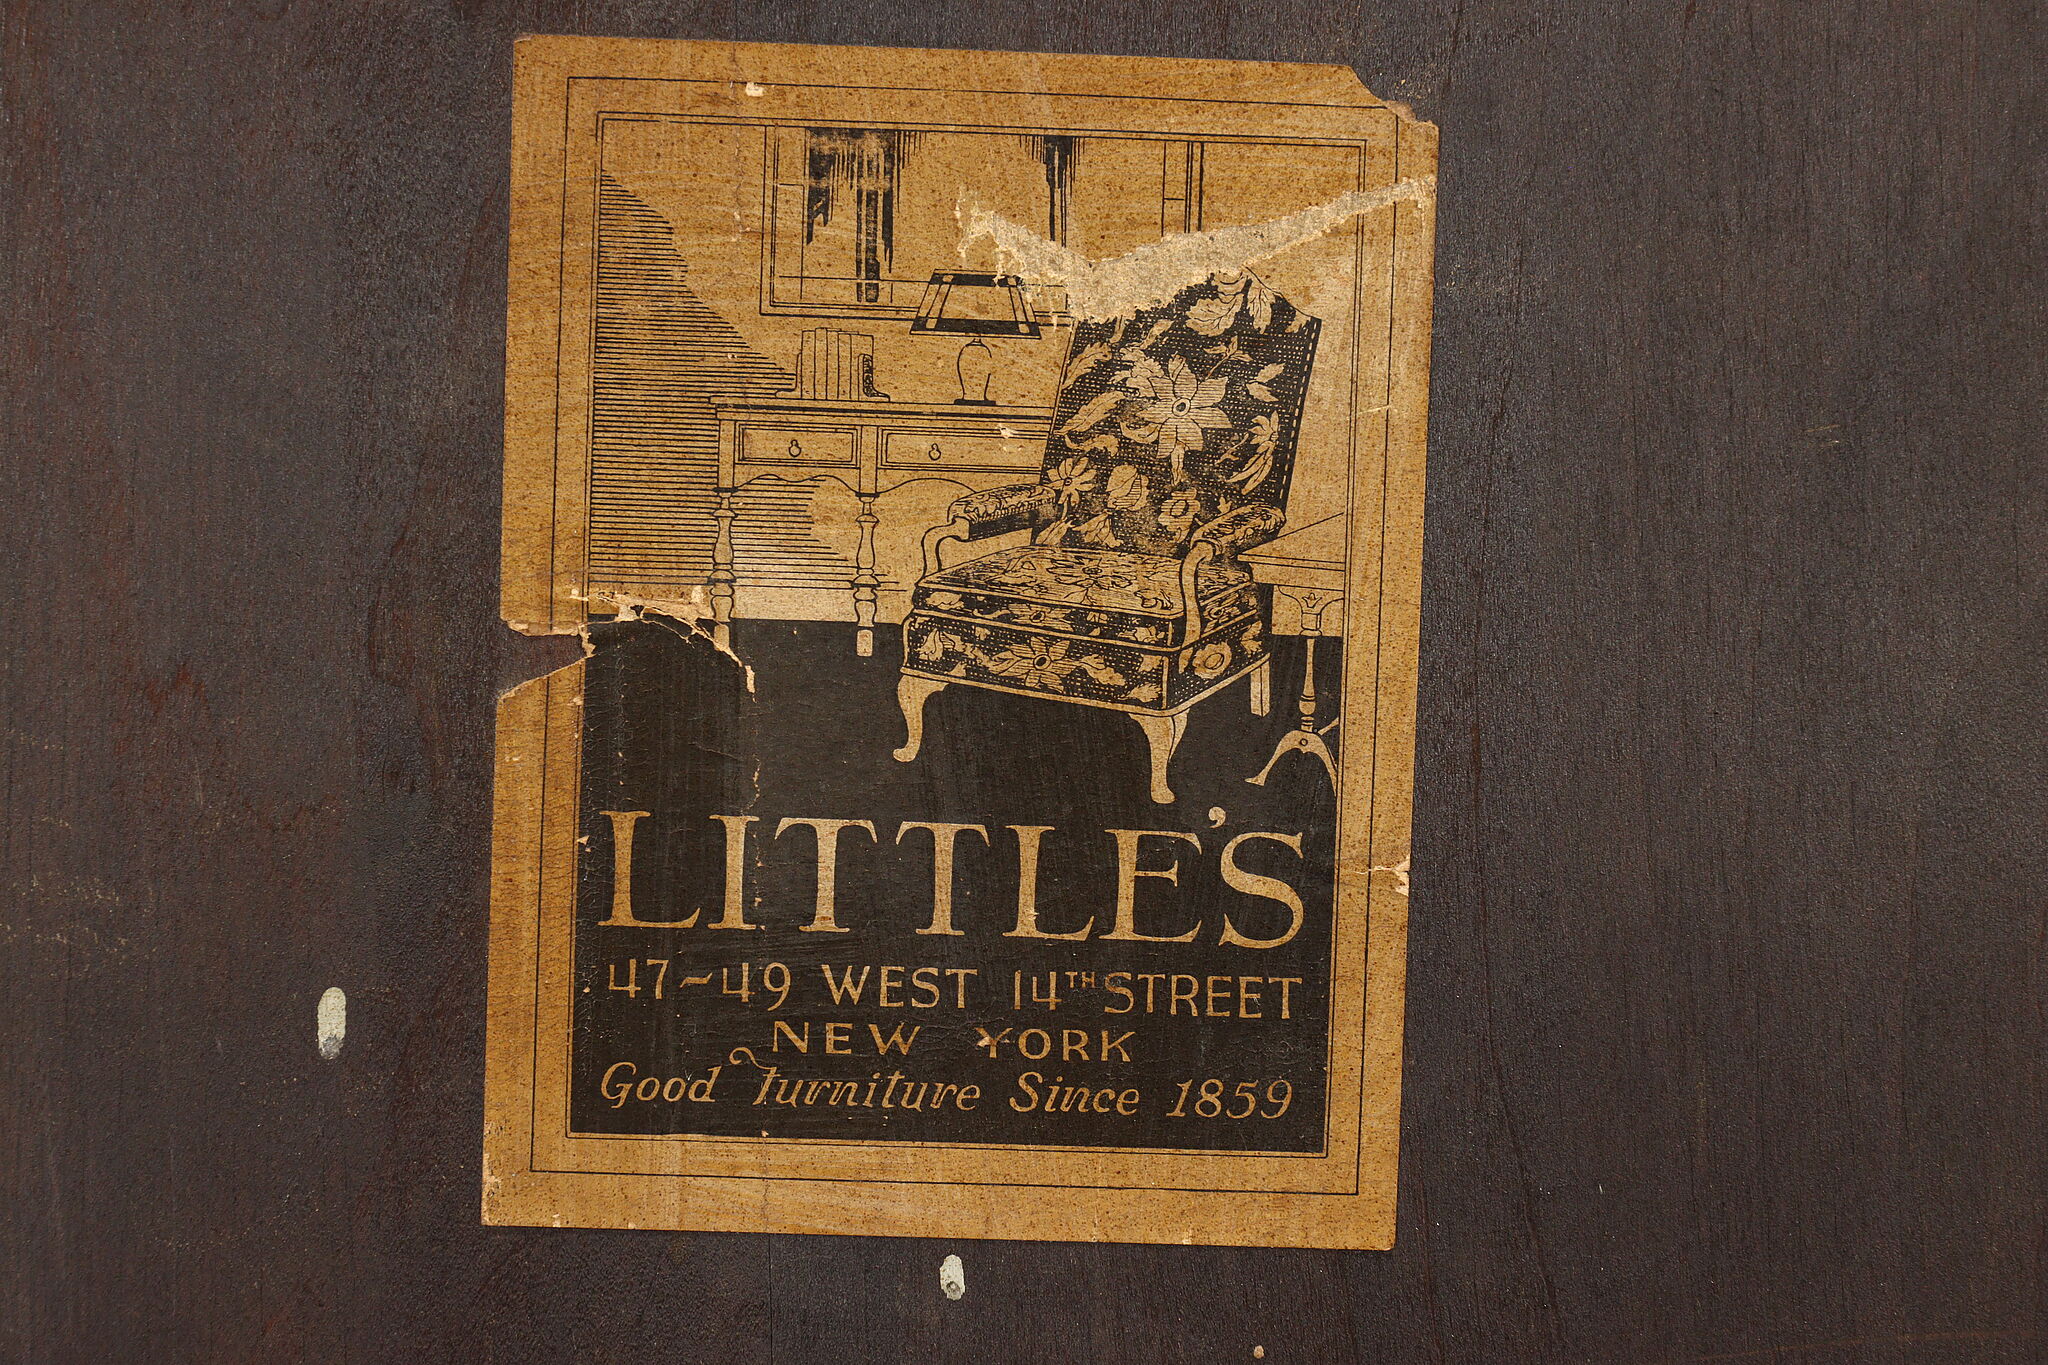 LITTLE'S
47~49 WEST 14TH STREET
NEW YORK
Good Furniture Since 1859